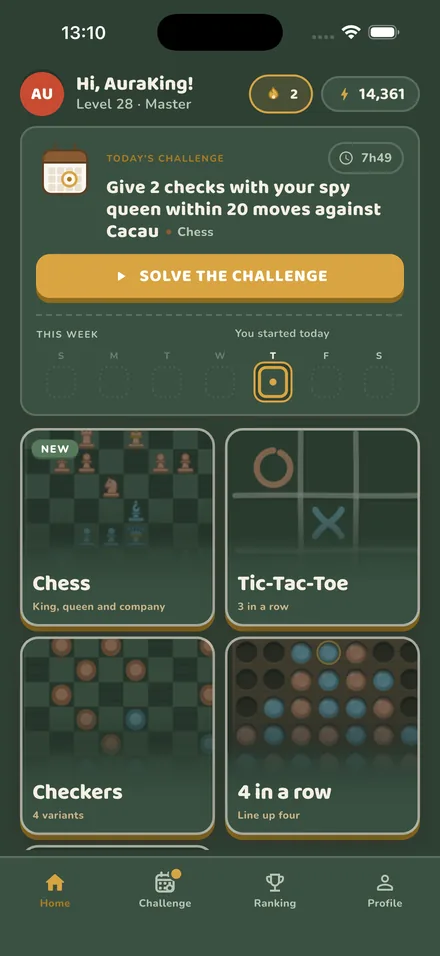 13:10
AU
Hi, AuraKing!
Level 28 · Master
2
14,361
TODAY'S CHALLENGE
7h49
Give 2 checks with your spy
queen within 20 moves against
Cacau • Chess
SOLVE THE CHALLENGE
THIS WEEK
You started today
S M T W T F S
NEW
Chess
King, queen and company
Tic-Tac-Toe
3 in a row
Checkers
4 variants
4 in a row
Line up four
Home
Challenge
Ranking
Profile